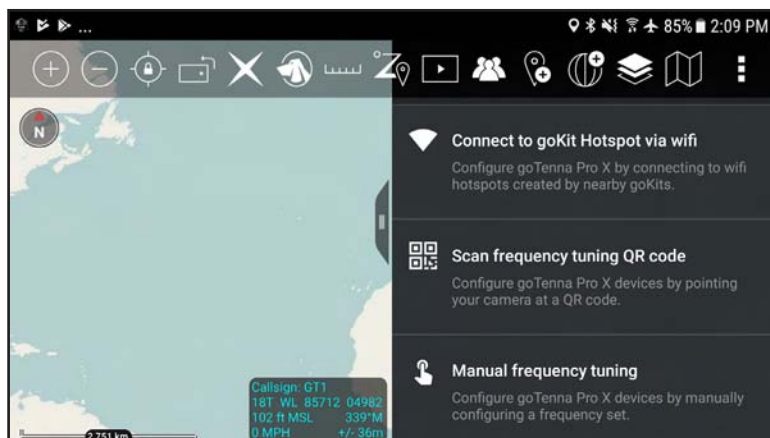 85% 2:09 PM
N
Connect to goKit Hotspot via wifi
Configure goTenna Pro X by connecting to wifi
hotspots created by nearby goKits.
Scan frequency tuning QR code
Configure goTenna Pro X devices by pointing
your camera at a QR code.
Manual frequency tuning
Configure goTenna Pro X devices by manually
configuring a frequency set.
Callsign: GT1
18T WL 85712 04982
102 ft MSL 339°M
0 MPH +/- 36m
2,751 km